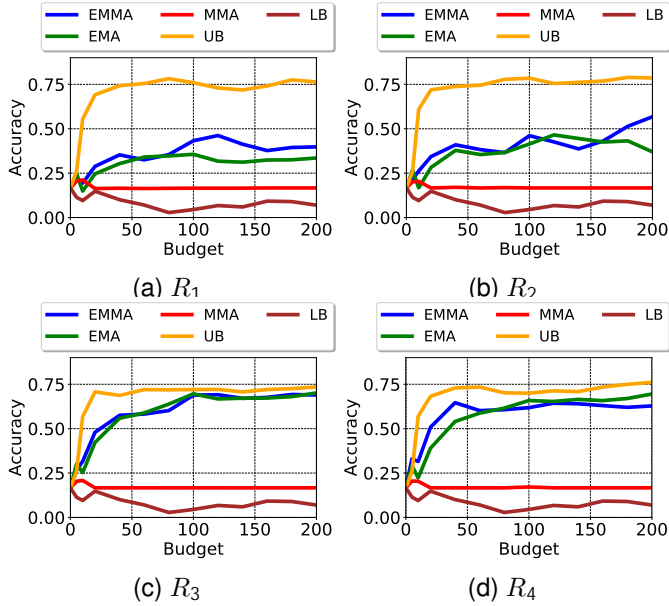 EMMA MMA LB
EMA UB
EMMA MMA LB
EMA UB
0.75
0.50
0.25
0.00
Accuracy
0 50 100 150 200
Budget
0.75
0.50
0.25
0.00
Accuracy
0 50 100 150 200
Budget
(a) R1
(b) R2
EMMA MMA LB
EMA UB
EMMA MMA LB
EMA UB
0.75
0.50
0.25
0.00
Accuracy
0 50 100 150 200
Budget
0.75
0.50
0.25
0.00
Accuracy
0 50 100 150 200
Budget
(c) R3
(d) R4